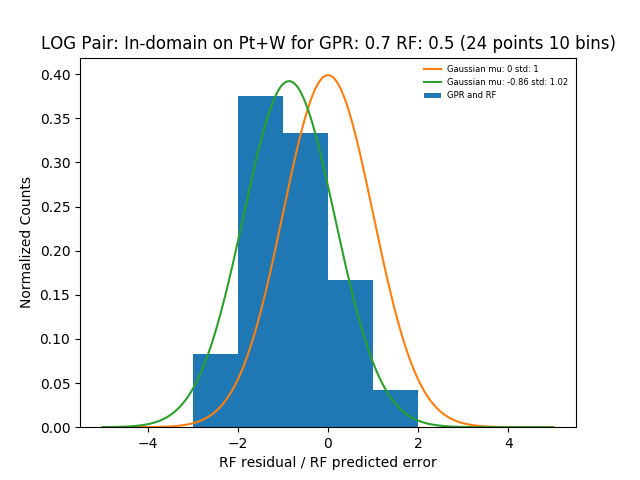 LOG Pair: In-domain on Pt+W for GPR: 0.7 RF: 0.5 (24 points 10 bins)
Gaussian mu: 0 std: 1
Gaussian mu: -0.86 std: 1.02
GPR and RF
Normalized Counts
0.40
0.35
0.30
0.25
0.20
0.15
0.10
0.05
0.00
−4 −2 0 2 4
RF residual / RF predicted error